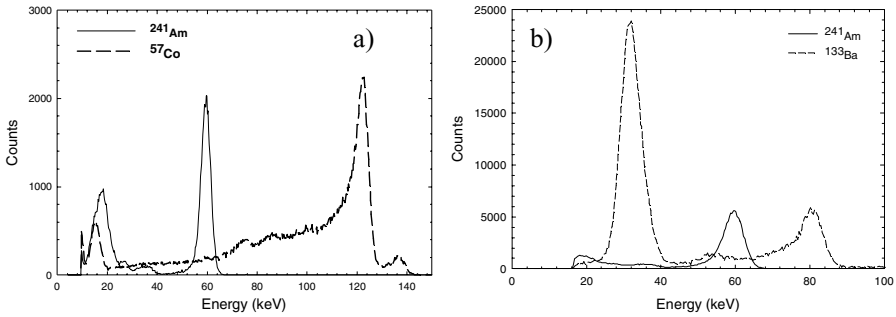 3000
2000
1000
0
0 20 40 60 80 100 120 140
Energy (keV)
Counts
²⁴¹Am
⁵⁷Co
a)
25000
20000
15000
10000
5000
0
0 20 40 60 80 100
Energy (keV)
Counts
b)
²⁴¹Am
¹³³Ba